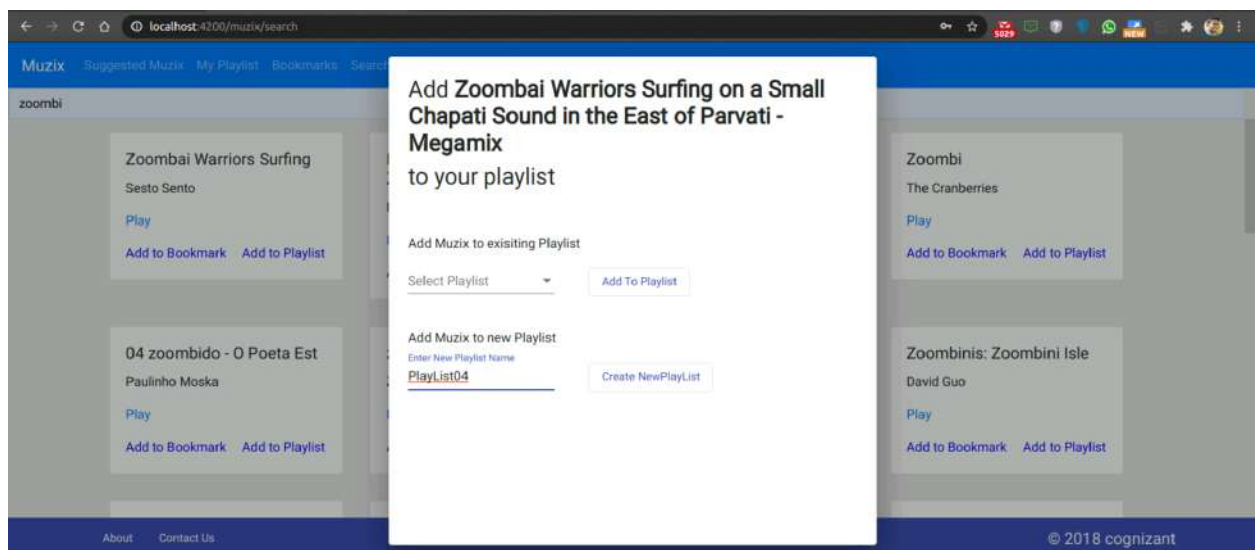 localhost:4200/muzix/search
5029
NEW
Muzix Suggested Muzix My Playlist Bookmarks Search
zoombi
Add Zoombai Warriors Surfing on a Small
Chapati Sound in the East of Parvati -
Megamix
to your playlist
Add Muzix to exisiting Playlist
Select Playlist
Add To Playlist
Add Muzix to new Playlist
Enter New Playlist Name
PlayList04
Create NewPlayList
Zoombai Warriors Surfing
Sesto Sento
Play
Add to Bookmark Add to Playlist
Zoombi
The Cranberries
Play
Add to Bookmark Add to Playlist
04 zoombido - O Poeta Est
Paulinho Moska
Play
Add to Bookmark Add to Playlist
Zoombinis: Zoombini Isle
David Guo
Play
Add to Bookmark Add to Playlist
About Contact Us
© 2018 cognizant